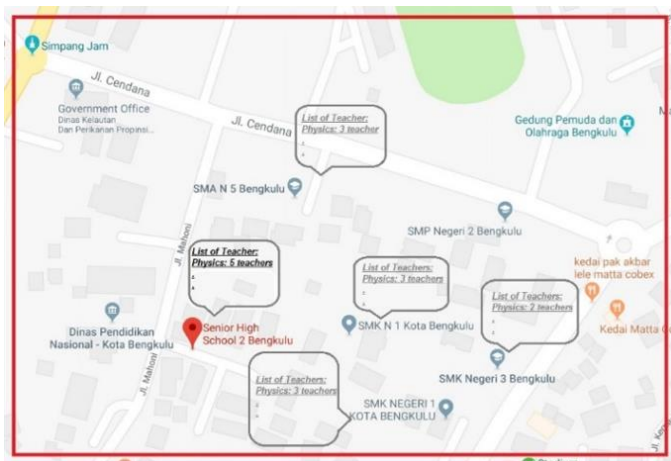 Simpang Jam
Jl. Cendana
Government Office
Dinas Kelautan
Dan Perikanan Propinsi...
Jl. Cendana
List of Teacher:
Physics: 3 teacher
Gedung Pemuda dan
Olahraga Bengkulu
SMA N 5 Bengkulu
SMP Negeri 2 Bengkulu
Jl. Mahoni
List of Teacher:
Physics: 5 teachers
List of Teachers:
Physics: 3 teachers
kedai pak akbar
lele matta cobex
List of Teachers:
Physics: 2 teachers
Dinas Pendidikan
Nasional - Kota Bengkulu
Senior High
School 2 Bengkulu
SMK N 1 Kota Bengkulu
Kedai Matta
SMK Negeri 3 Bengkulu
Jl. Mahoni
List of Teachers:
Physics: 3 teachers
SMK NEGERI 1
KOTA BENGKULU